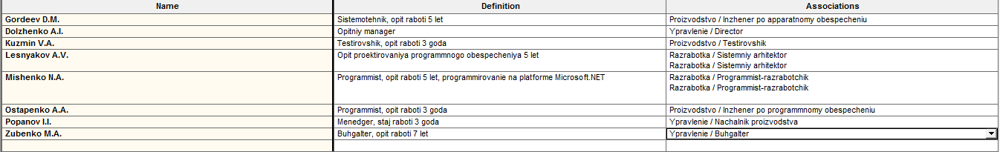 Name Definition Associations
Gordeev D.M. Sistemotehnik, opit raboti 5 let Proizvodstvo / Inzhener po apparatnomy obespecheniu
Dolzhenko A.I. Opitniy manager Ypravlenie / Director
Kuzmin V.A. Testirovshik, opit raboti 3 goda Proizvodstvo / Testirovshik
Lesnyakov A.V. Opit proektirovaniya programmnogo obespecheniya 5 let Razrabotka / Sistemniy arhitektor
Razrabotka / Sistemniy arhitektor
Mishenko N.A. Programmist, opit raboti 5 let, programmirovanie na platforme Microsoft.NET Razrabotka / Programmist-razrabotchik
Razrabotka / Programmist-razrabotchik
Ostapenko A.A. Programmist, opit raboti 3 goda Proizvodstvo / Inzhener po programmnomy obespecheniu
Popanov I.I. Menedger, staj raboti 3 goda Ypravlenie / Nachalnik proizvodstva
Zubenko M.A. Buhgalter, opit raboti 7 let Ypravlenie / Buhgalter